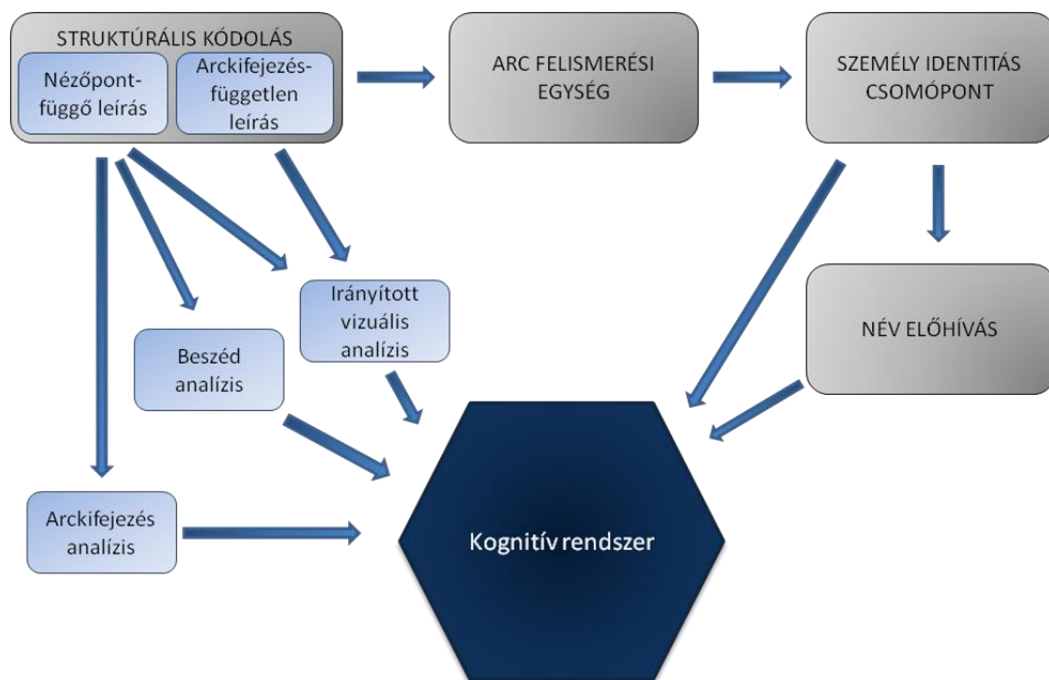 STRUKTÚRÁLIS KÓDOLÁS
Nézőpont-
függő leírás
Arckifejezés-
független
leírás
ARC FELISMERÉSI
EGYSÉG
SZEMÉLY IDENTITÁS
CSOMÓPONT
Irányított
vizuális
analízis
NÉV ELŐHÍVÁS
Beszéd
analízis
Arckifejezés
analízis
Kognitív rendszer